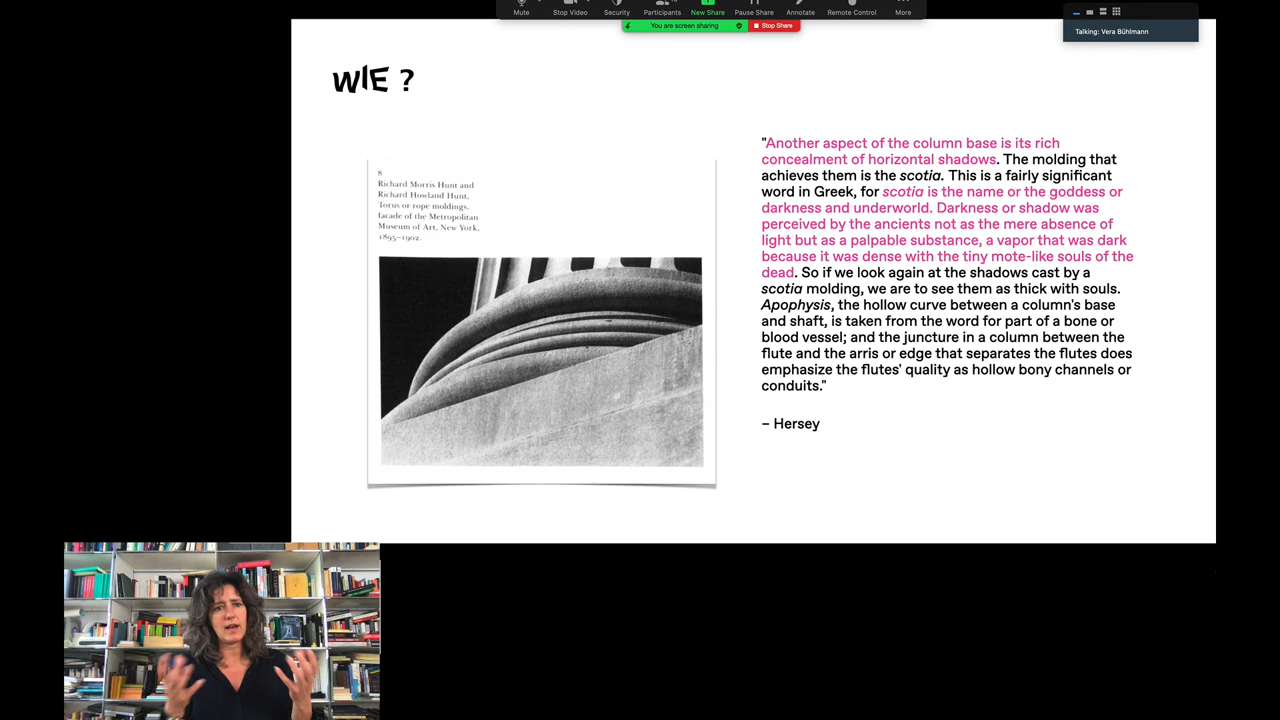 Mute
Stop Video
Security
Participants
New Share
Pause Share
Annotate
Remote Control
More
You are screen sharing
Stop Share
Talking: Vera Bühlmann
WIE ?
8
Richard Morris Hunt and
Richard Howland Hunt,
Torus or rope moldings,
facade of the Metropolitan
Museum of Art, New York,
1895–1902.
"Another aspect of the column base is its rich
concealment of horizontal shadows. The molding that
achieves them is the scotia. This is a fairly significant
word in Greek, for scotia is the name or the goddess or
darkness and underworld. Darkness or shadow was
perceived by the ancients not as the mere absence of
light but as a palpable substance, a vapor that was dark
because it was dense with the tiny mote-like souls of the
dead. So if we look again at the shadows cast by a
scotia molding, we are to see them as thick with souls.
Apophysis, the hollow curve between a column's base
and shaft, is taken from the word for part of a bone or
blood vessel; and the juncture in a column between the
flute and the arris or edge that separates the flutes does
emphasize the flutes' quality as hollow bony channels or
conduits."
– Hersey